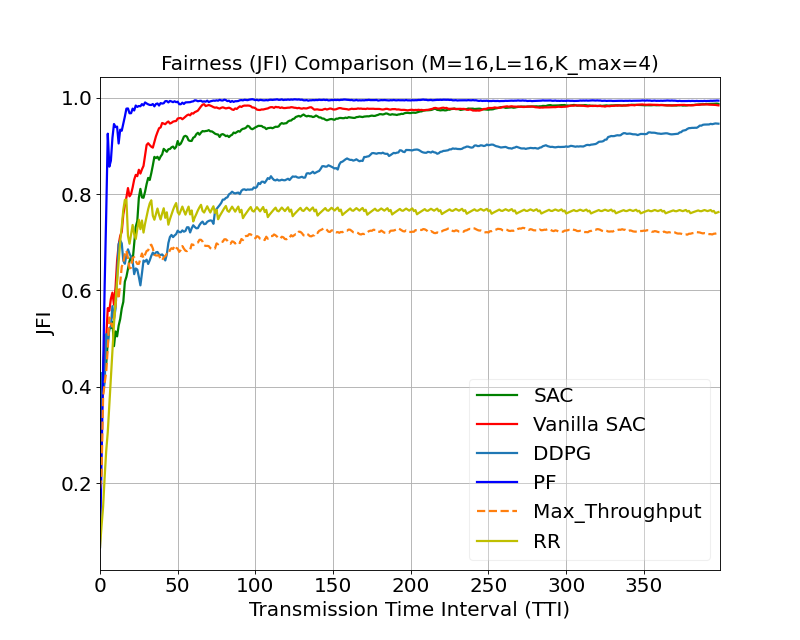 Fairness (JFI) Comparison (M=16,L=16,K_max=4)
1.0
0.8
0.6
0.4
0.2
JFI
SAC
Vanilla SAC
DDPG
PF
Max_Throughput
RR
0 50 100 150 200 250 300 350
Transmission Time Interval (TTI)